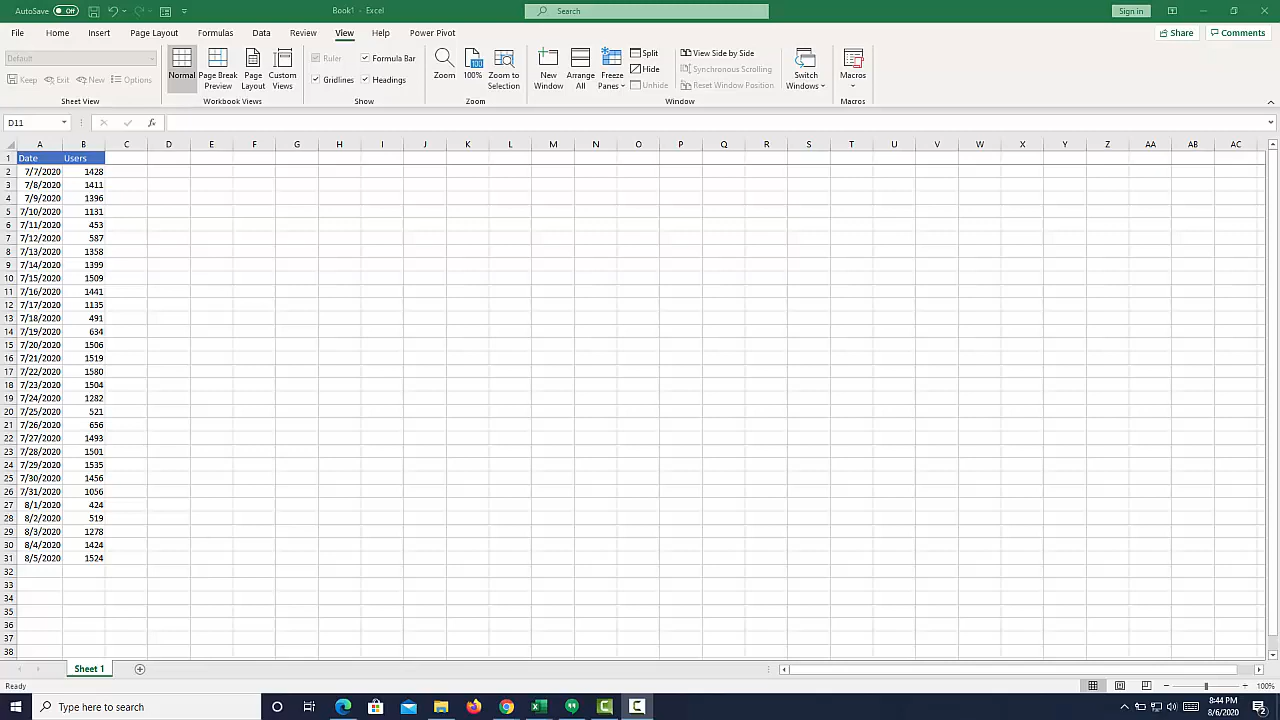 AutoSave Off Book1 - Excel Search Sign in
File Home Insert Page Layout Formulas Data Review View Help Power Pivot Share Comments
Default
Keep Exit New Options
Sheet View
Normal
Page Break Preview
Page Layout
Custom Views
Workbook Views
Ruler Formula Bar
Gridlines Headings
Show
Zoom
100
100%
Zoom to Selection
Zoom
New Window
Arrange All
Freeze Panes
Split
Hide
Unhide
View Side by Side
Synchronous Scrolling
Reset Window Position
Switch Windows
Window
Macros
Macros
D11 fx
A B C D E F G H I J K L M N O P Q R S T U V W X Y Z AA AB AC
1 Date Users
2 7/7/2020 1428
3 7/8/2020 1411
4 7/9/2020 1396
5 7/10/2020 1131
6 7/11/2020 453
7 7/12/2020 587
8 7/13/2020 1358
9 7/14/2020 1399
10 7/15/2020 1509
11 7/16/2020 1441
12 7/17/2020 1135
13 7/18/2020 491
14 7/19/2020 634
15 7/20/2020 1506
16 7/21/2020 1519
17 7/22/2020 1580
18 7/23/2020 1504
19 7/24/2020 1282
20 7/25/2020 521
21 7/26/2020 656
22 7/27/2020 1493
23 7/28/2020 1501
24 7/29/2020 1535
25 7/30/2020 1456
26 7/31/2020 1056
27 8/1/2020 424
28 8/2/2020 519
29 8/3/2020 1278
30 8/4/2020 1424
31 8/5/2020 1524
32
33
34
35
36
37
38
Sheet 1
Ready 100%
Type here to search 8:44 PM
8/6/2020